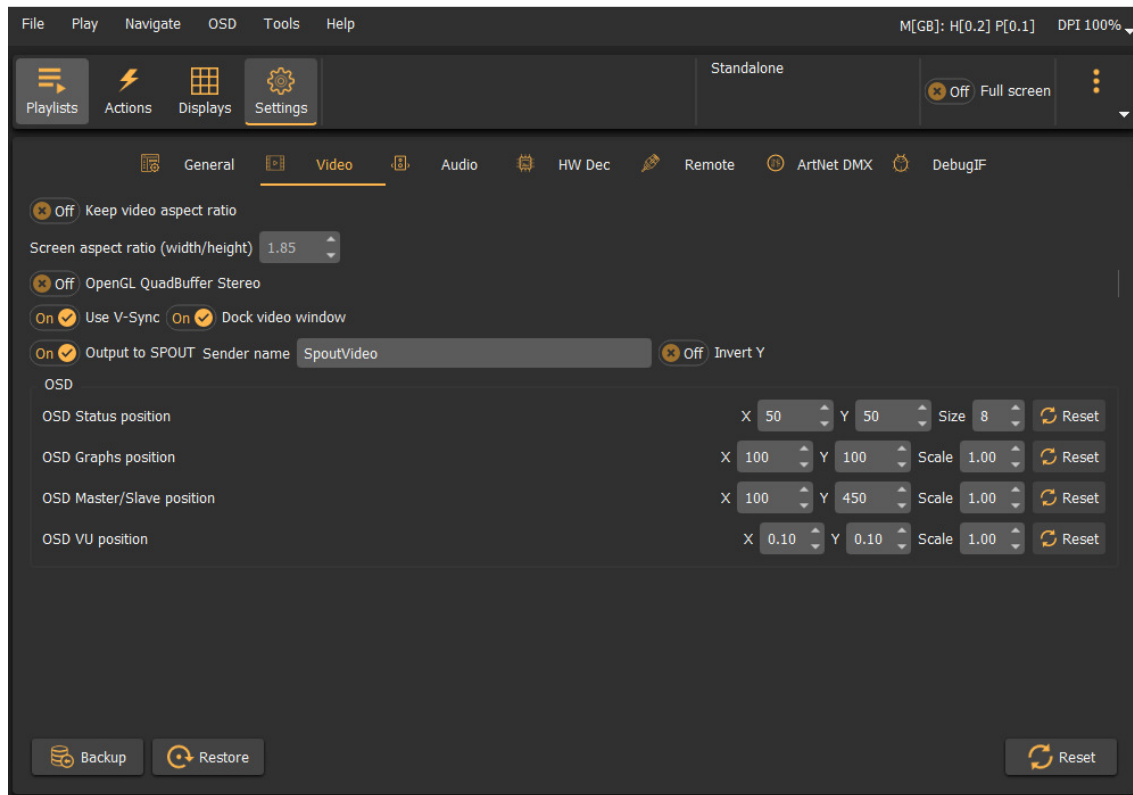 File Play Navigate OSD Tools Help M[GB]: H[0.2] P[0.1] DPI 100%
Standalone
Playlists Actions Displays Settings Off Full screen
General Video Audio HW Dec Remote ArtNet DMX DebugIF
Off Keep video aspect ratio
Screen aspect ratio (width/height) 1.85
Off OpenGL QuadBuffer Stereo
On Use V-Sync On Dock video window
On Output to SPOUT Sender name SpoutVideo Off Invert Y
OSD
OSD Status position X 50 Y 50 Size 8 Reset
OSD Graphs position X 100 Y 100 Scale 1.00 Reset
OSD Master/Slave position X 100 Y 450 Scale 1.00 Reset
OSD VU position X 0.10 Y 0.10 Scale 1.00 Reset
Backup Restore Reset